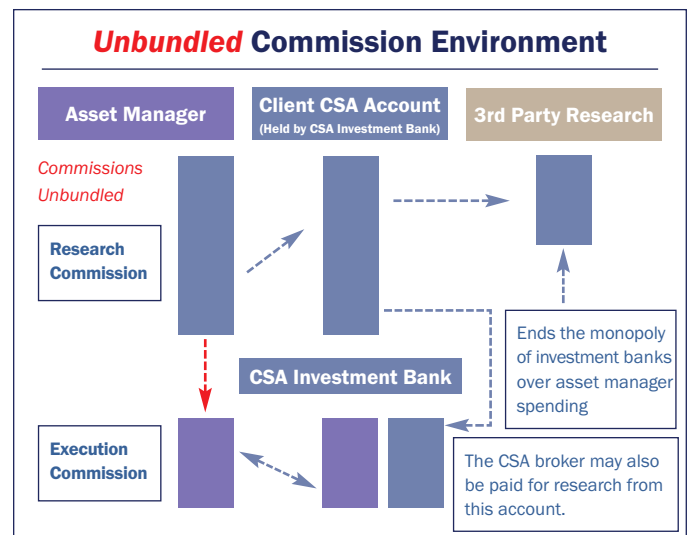 Unbundled Commission Environment
Asset Manager
Client CSA Account
(Held by CSA Investment Bank)
3rd Party Research
Commissions
Unbundled
Research
Commission
Ends the monopoly
of investment banks
over asset manager
spending
CSA Investment Bank
Execution
Commission
The CSA broker may also
be paid for research from
this account.